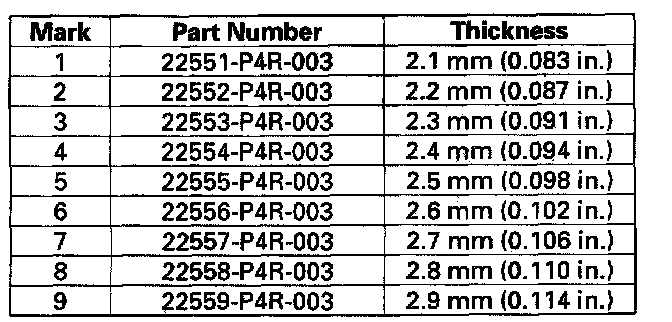 Mark Part Number Thickness
1 22551-P4R-003 2.1 mm (0.083 in.)
2 22552-P4R-003 2.2 mm (0.087 in.)
3 22553-P4R-003 2.3 mm (0.091 in.)
4 22554-P4R-003 2.4 mm (0.094 in.)
5 22555-P4R-003 2.5 mm (0.098 in.)
6 22556-P4R-003 2.6 mm (0.102 in.)
7 22557-P4R-003 2.7 mm (0.106 in.)
8 22558-P4R-003 2.8 mm (0.110 in.)
9 22559-P4R-003 2.9 mm (0.114 in.)